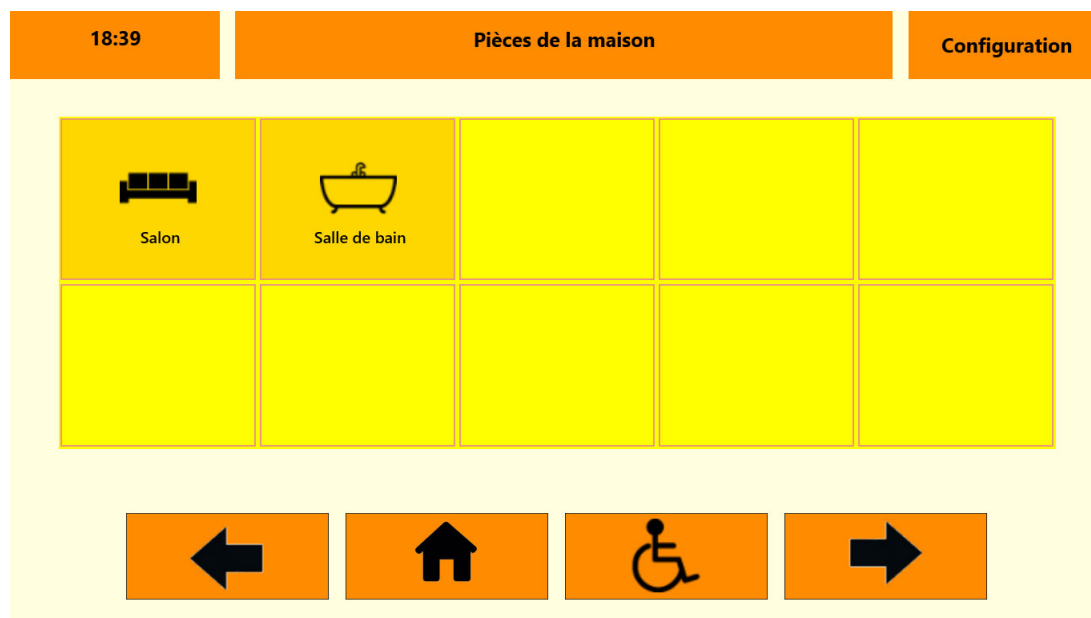 18:39
Pièces de la maison
Configuration
Salon
Salle de bain